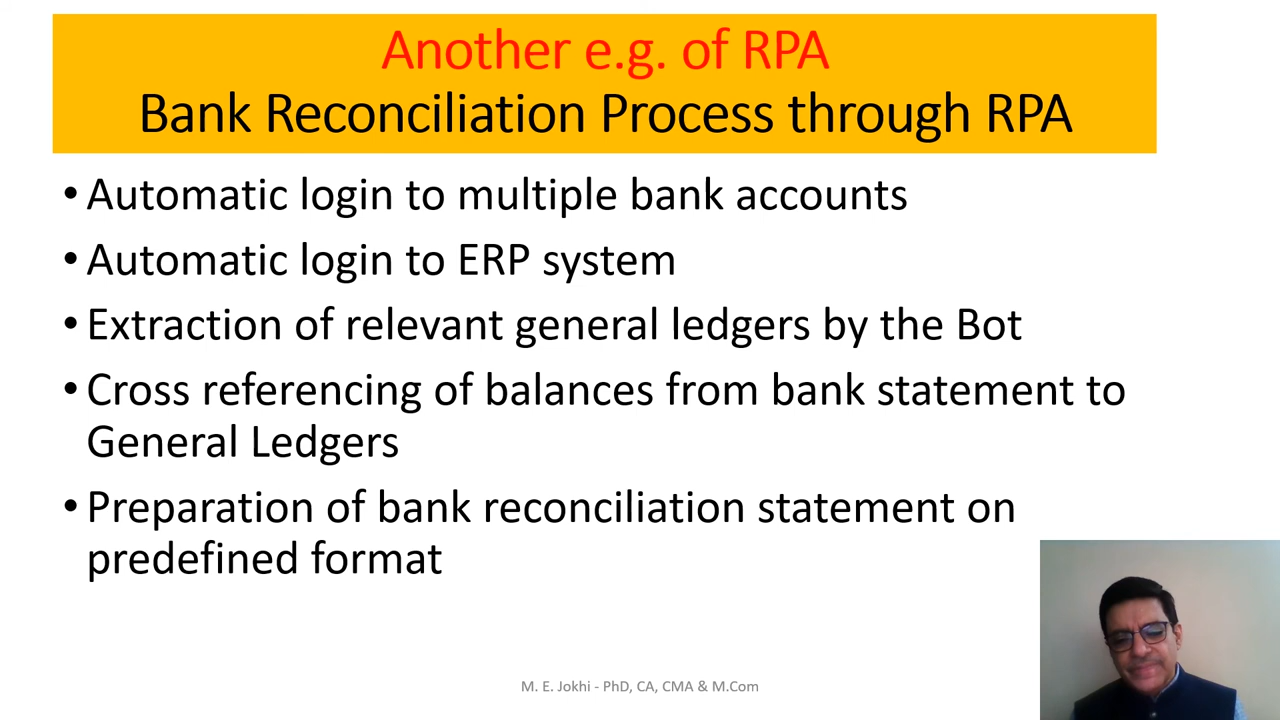 Another e.g. of RPA
Bank Reconciliation Process through RPA
• Automatic login to multiple bank accounts
• Automatic login to ERP system
• Extraction of relevant general ledgers by the Bot
• Cross referencing of balances from bank statement to
General Ledgers
• Preparation of bank reconciliation statement on
predefined format
M. E. Jokhi - PhD, CA, CMA & M.Com